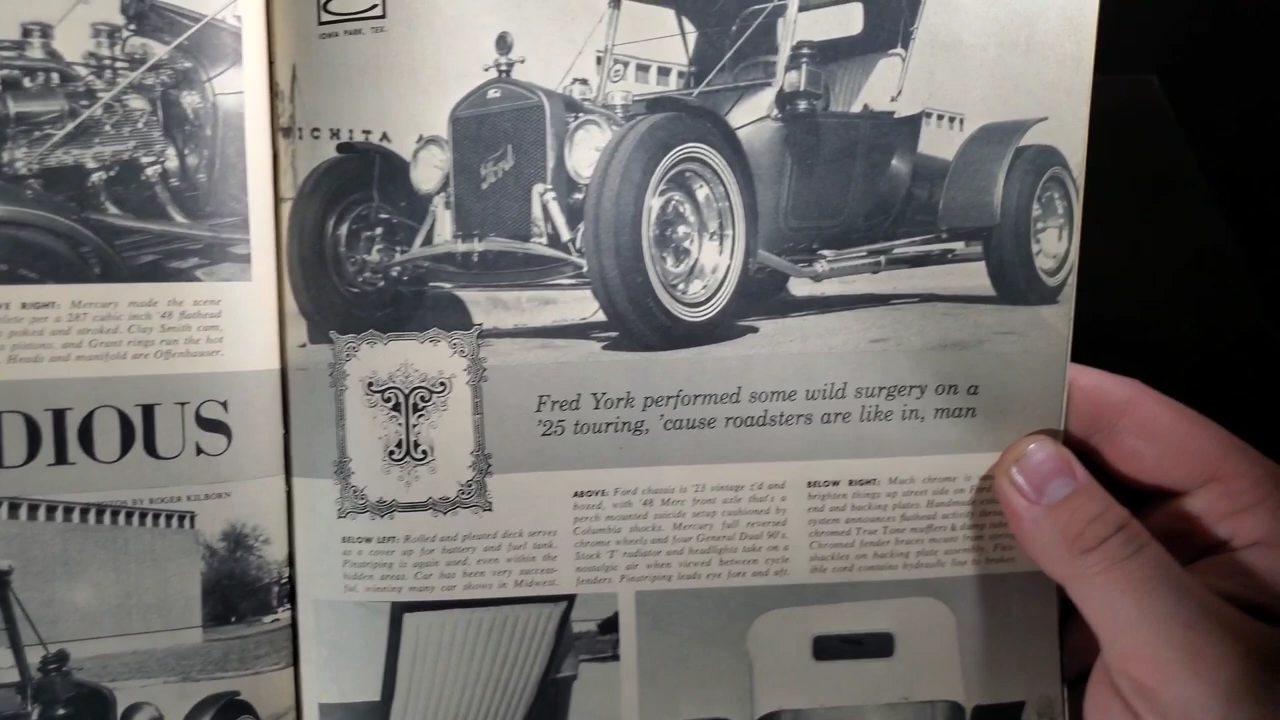 IOWA PARK, TEX.
WICHITA
Ford
RIGHT: Mercury made the scene
per a 287 cubic inch '48 flathead
poked and stroked. Clay Smith cam,
pistons, and Grant rings run the hot
Heads and manifold are Offenhauser.
DIOUS
BY ROGER KILBORN
T
Fred York performed some wild surgery on a
'25 touring, 'cause roadsters are like in, man
BELOW LEFT: Rolled and pleated deck serves
as a cover up for battery and fuel tank.
Pinstriping is again used, even within the
hidden areas. Car has been very success-
ful, winning many car shows in Midwest.
ABOVE: Ford chassis is '23 vintage z'd and
boxed, with '48 Merc front axle that's a
perch mounted suicide setup cushioned by
Columbia shocks. Mercury full reversed
chrome wheels and four General Dual 90's.
Stock 'T' radiator and headlights take on a
nostalgic air when viewed between cycle
fenders. Pinstriping leads eye fore and aft.
BELOW RIGHT: Much chrome is
brighten things up street side on Ford
end and backing plates. Handmade
system announces flathead
chromed True Tone mufflers & dump
Chromed fender braces mount from
shackles on backing plate assembly.
ible cord contains hydraulic line to brakes.